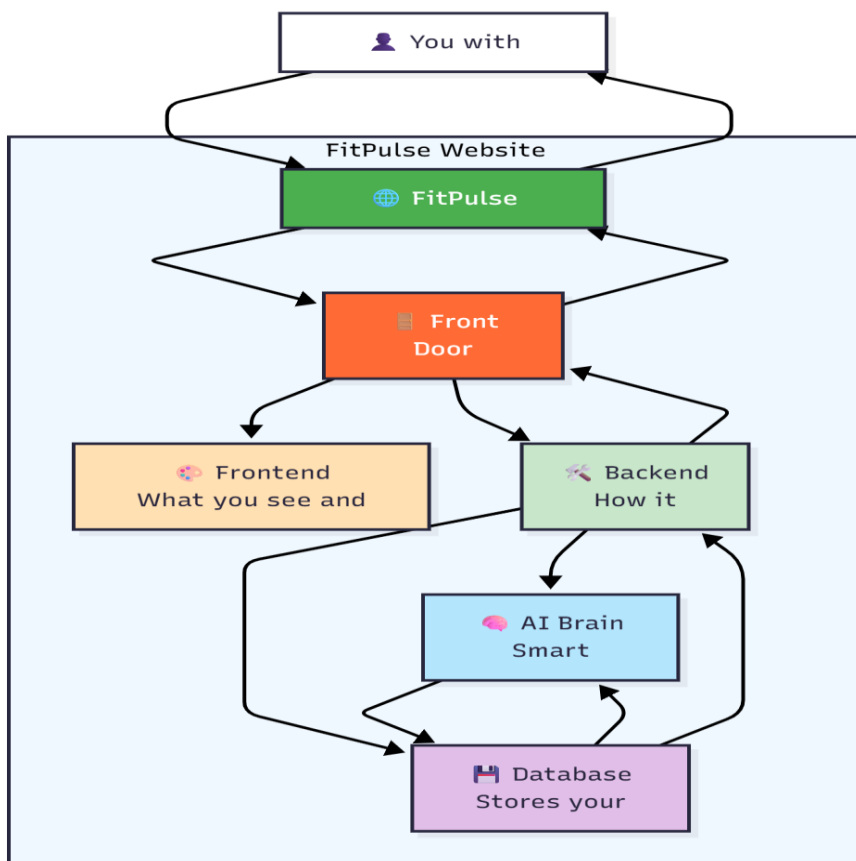 👤 You with
FitPulse Website
🌐 FitPulse
🚪 Front
Door
🎨 Frontend
What you see and
🛠️ Backend
How it
🧠 AI Brain
Smart
💾 Database
Stores your